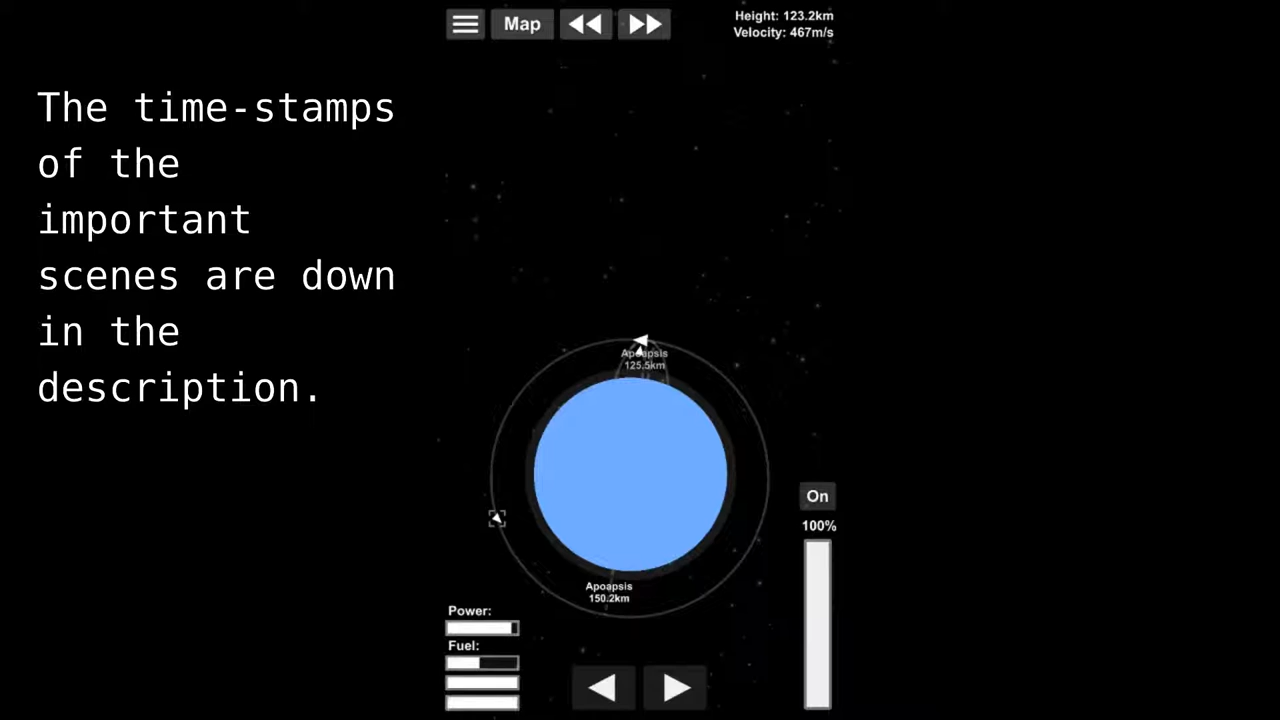 Map
Height: 123.2km
Velocity: 467m/s
The time-stamps
of the
important
scenes are down
in the
description.
Apoapsis
125.5km
On
100%
Apoapsis
150.2km
Power:
Fuel: